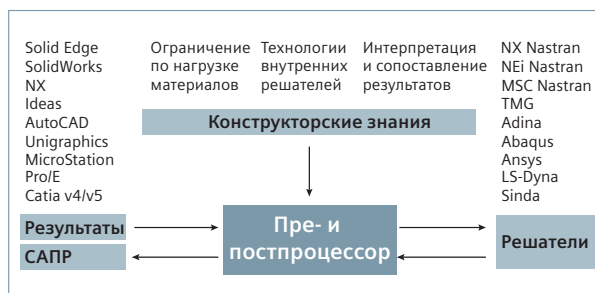 Solid Edge
SolidWorks
NX
Ideas
AutoCAD
Unigraphics
MicroStation
Pro/E
Catia v4/v5
Результаты
САПР
Ограничение
по нагрузке
материалов
Технологии
внутренних
решателей
Интерпретация
и сопоставление
результатов
Конструкторские знания
Пре- и
постпроцессор
NX Nastran
NEi Nastran
MSC Nastran
TMG
Adina
Abaqus
Ansys
LS-Dyna
Sinda
Решатели